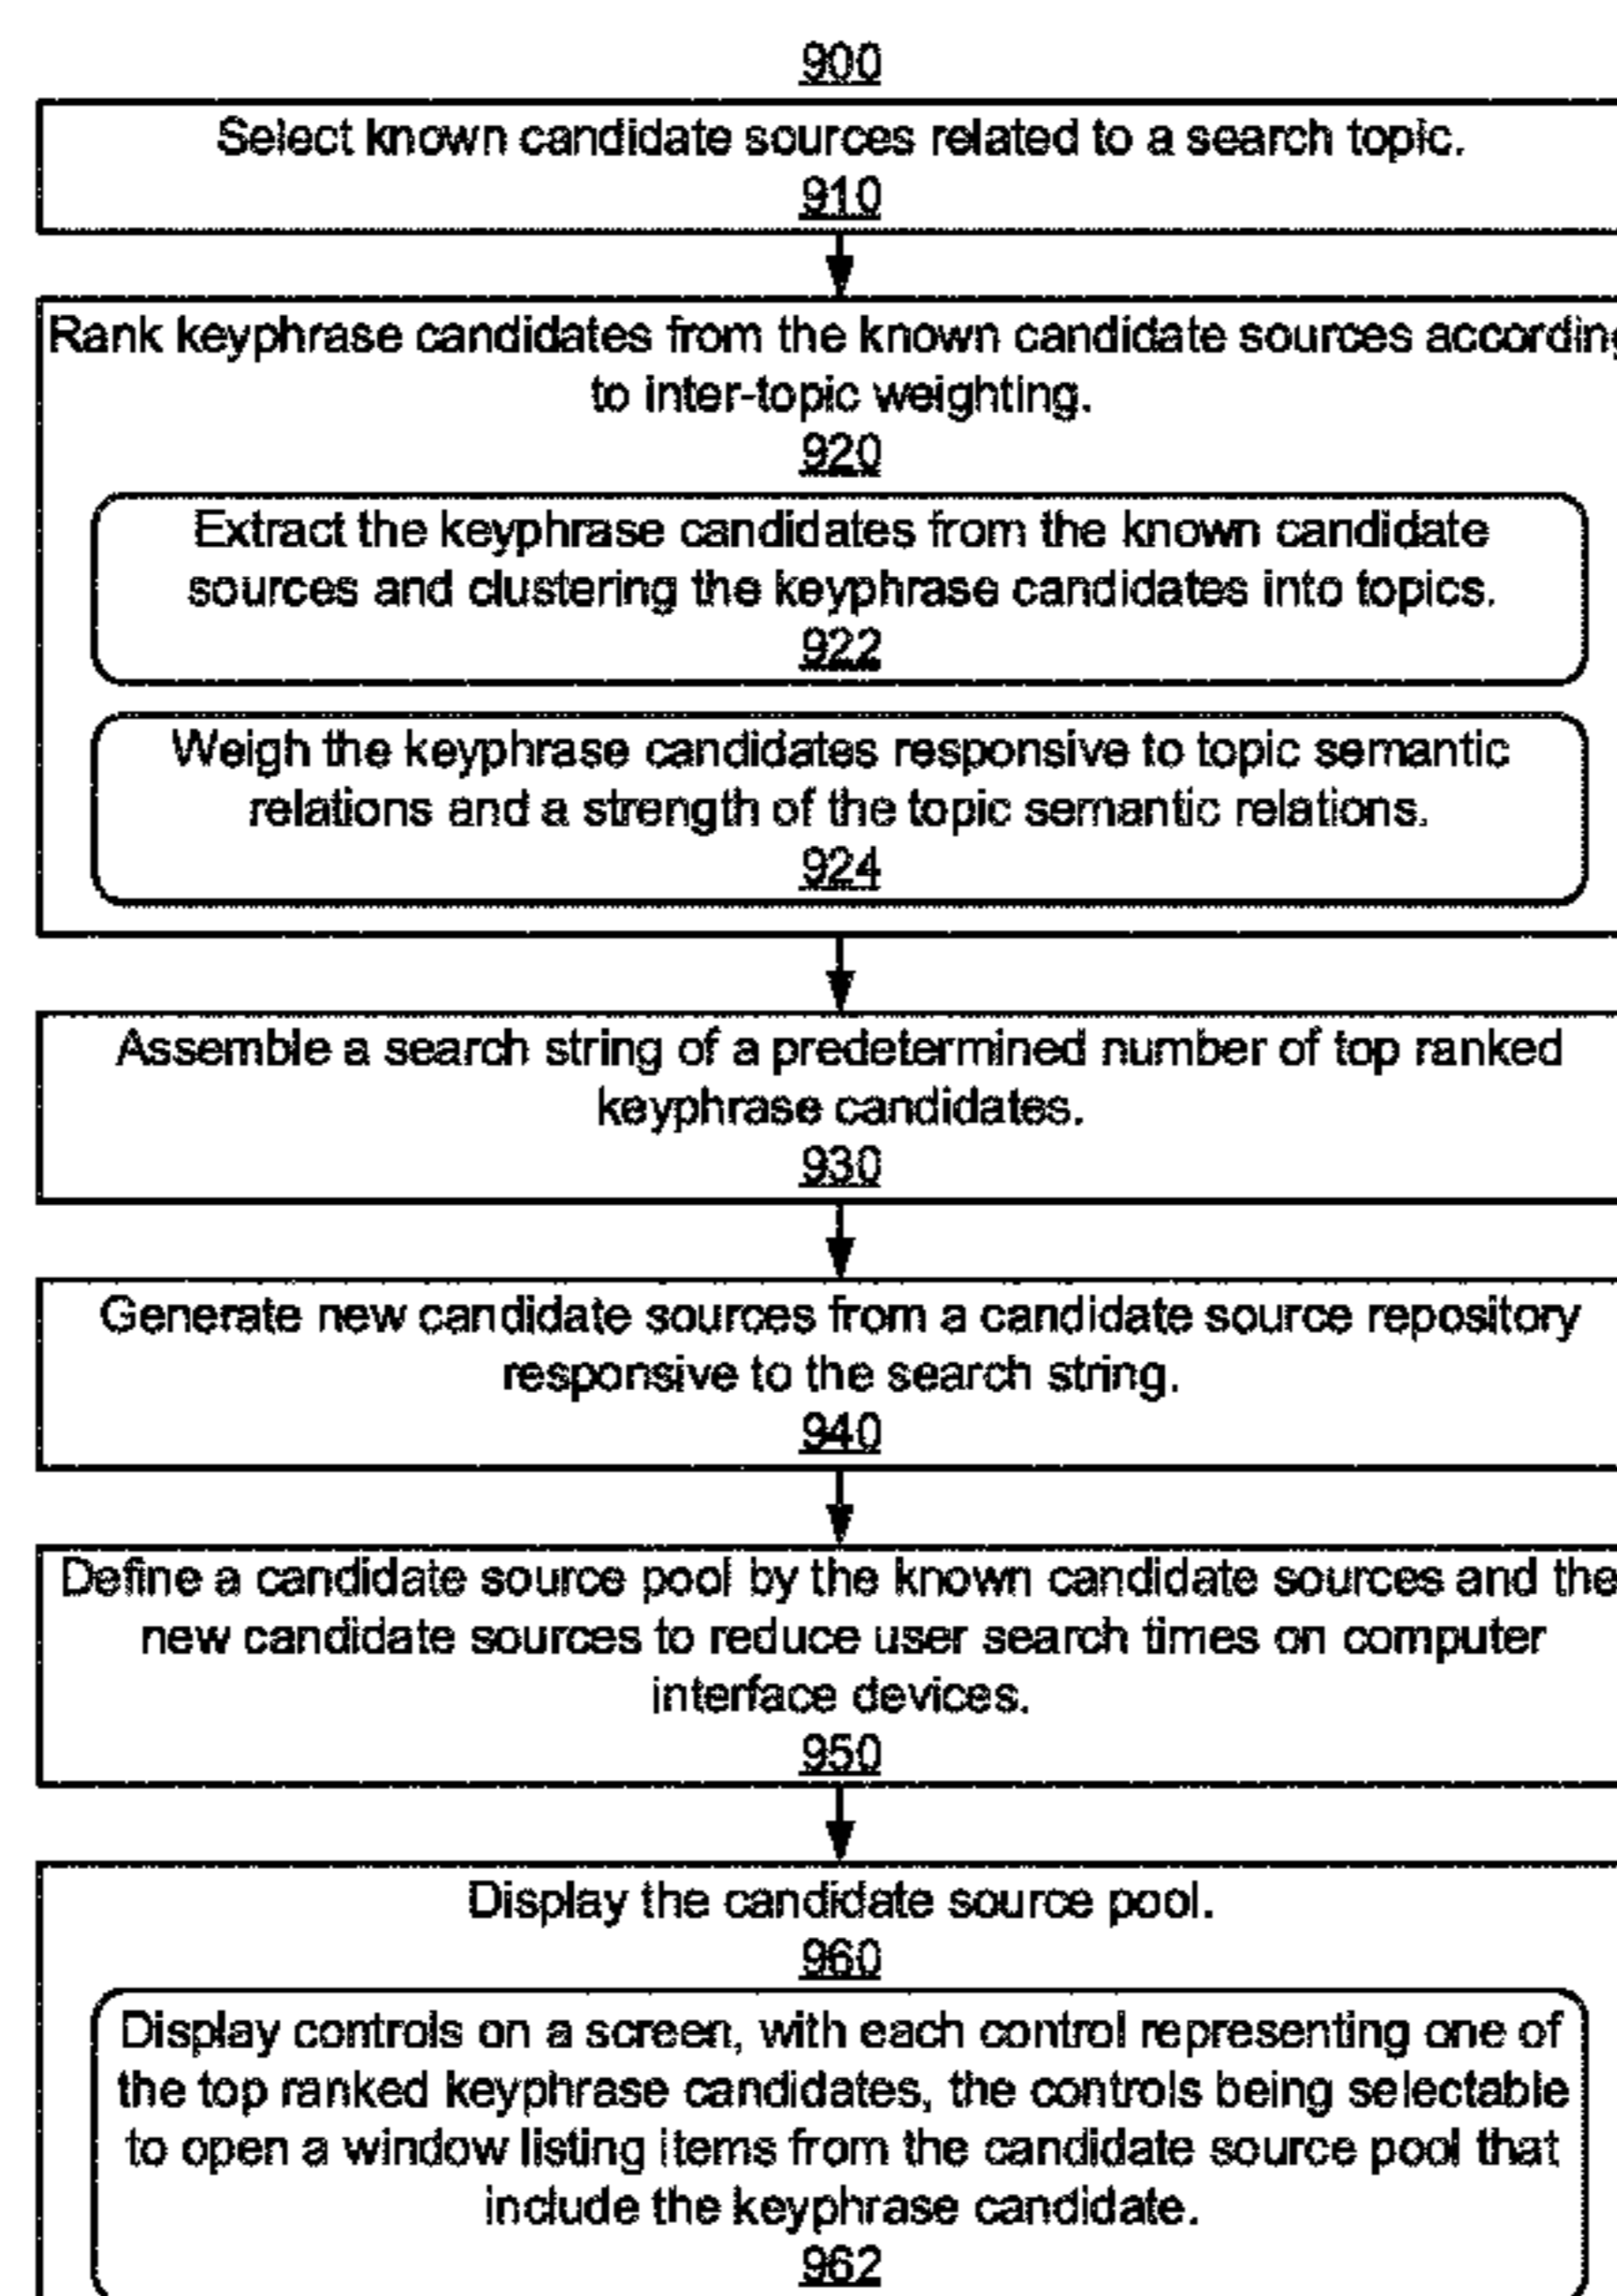 900
Select known candidate sources related to a search topic.
910
Rank keyphrase candidates from the known candidate sources according
to inter-topic weighting.
920
Extract the keyphrase candidates from the known candidate
sources and clustering the keyphrase candidates into topics.
922
Weigh the keyphrase candidates responsive to topic semantic
relations and a strength of the topic semantic relations.
924
Assemble a search string of a predetermined number of top ranked
keyphrase candidates.
930
Generate new candidate sources from a candidate source repository
responsive to the search string.
940
Define a candidate source pool by the known candidate sources and the
new candidate sources to reduce user search times on computer
interface devices.
950
Display the candidate source pool.
960
Display controls on a screen, with each control representing one of
the top ranked keyphrase candidates, the controls being selectable
to open a window listing items from the candidate source pool that
include the keyphrase candidate.
962